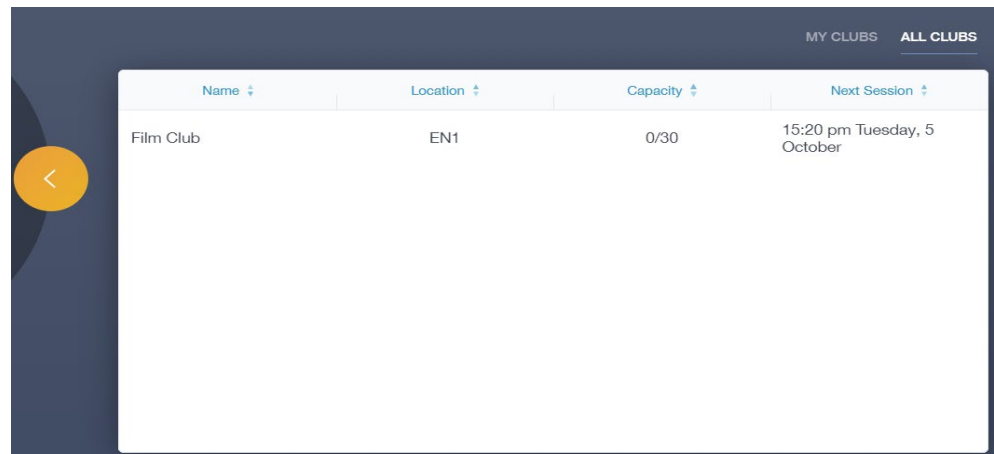 MY CLUBS ALL CLUBS
Name Location Capacity Next Session
Film Club EN1 0/30 15:20 pm Tuesday, 5
October